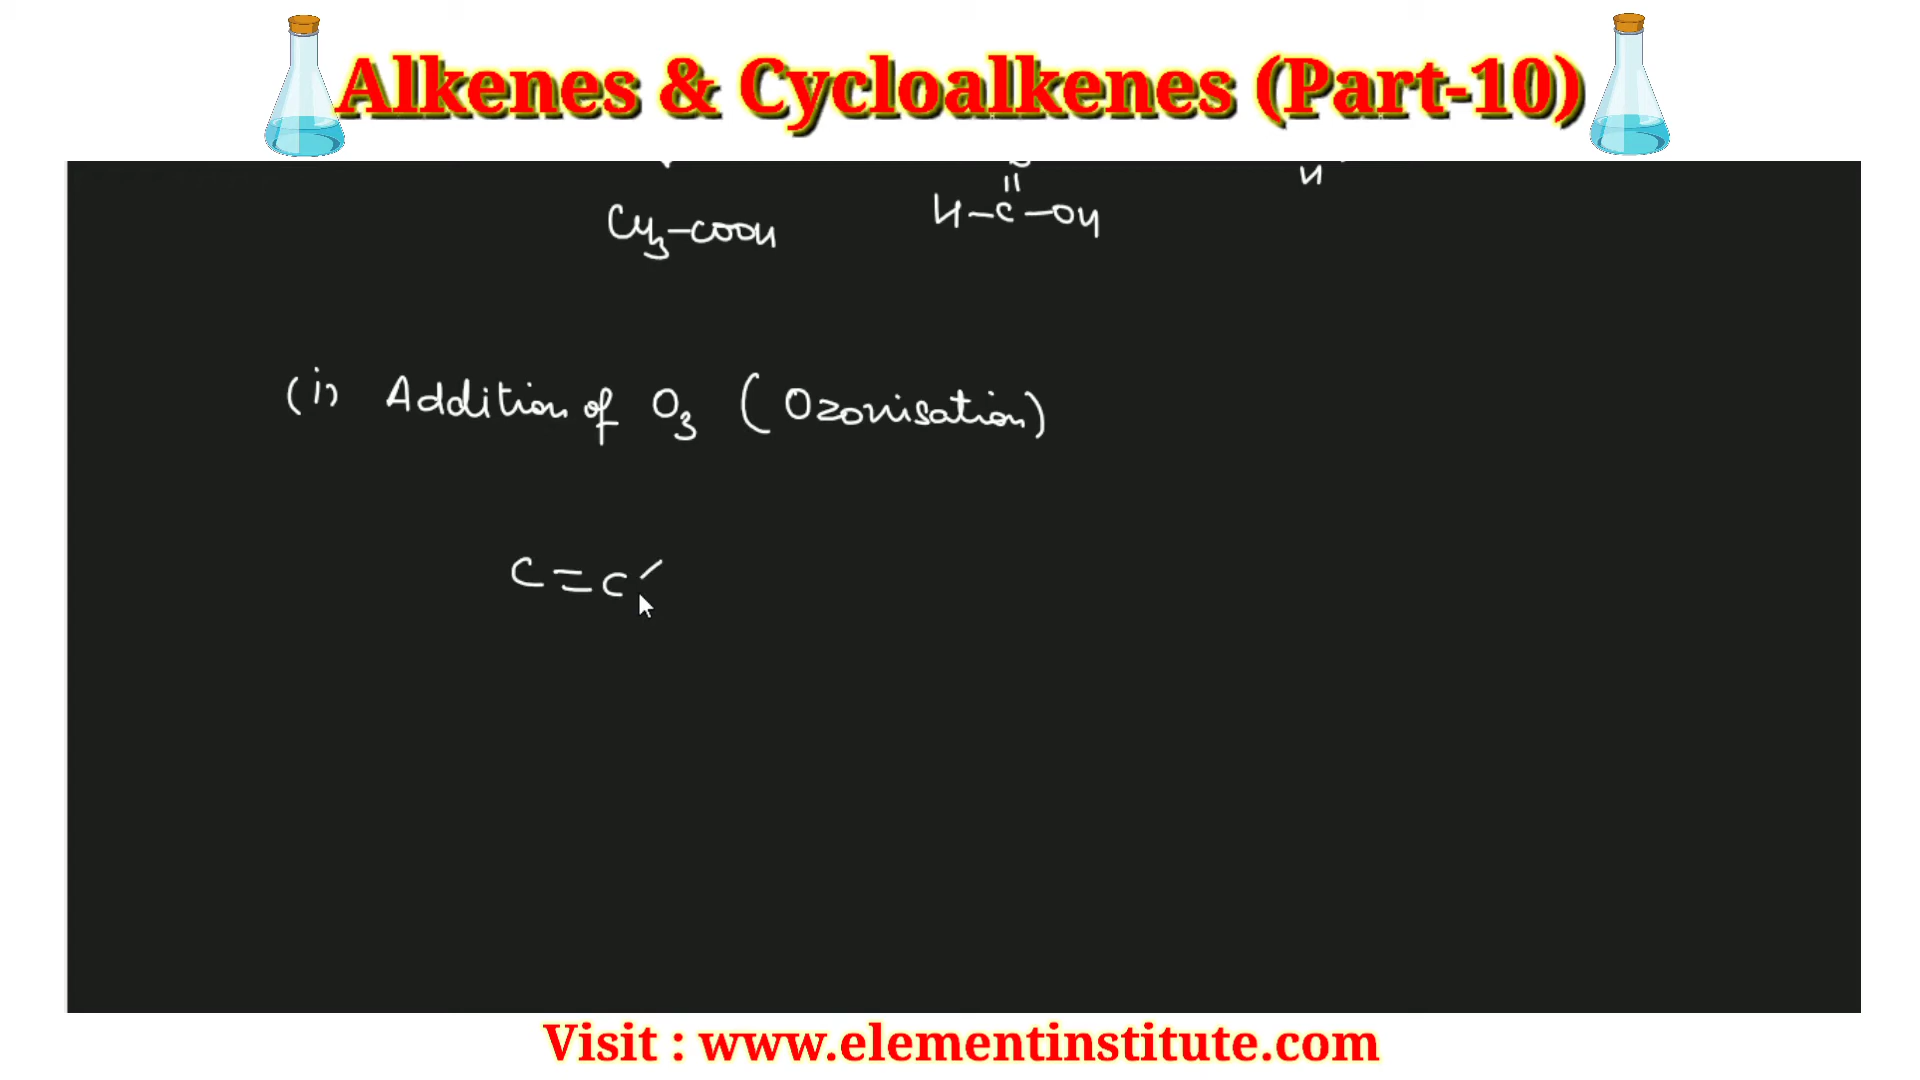 Alkenes & Cycloalkenes (Part-10)
H
CH3-COOH
H-C-OH
(i) Addition of O3 (Ozonisation)
C=C
Visit : www.elementinstitute.com